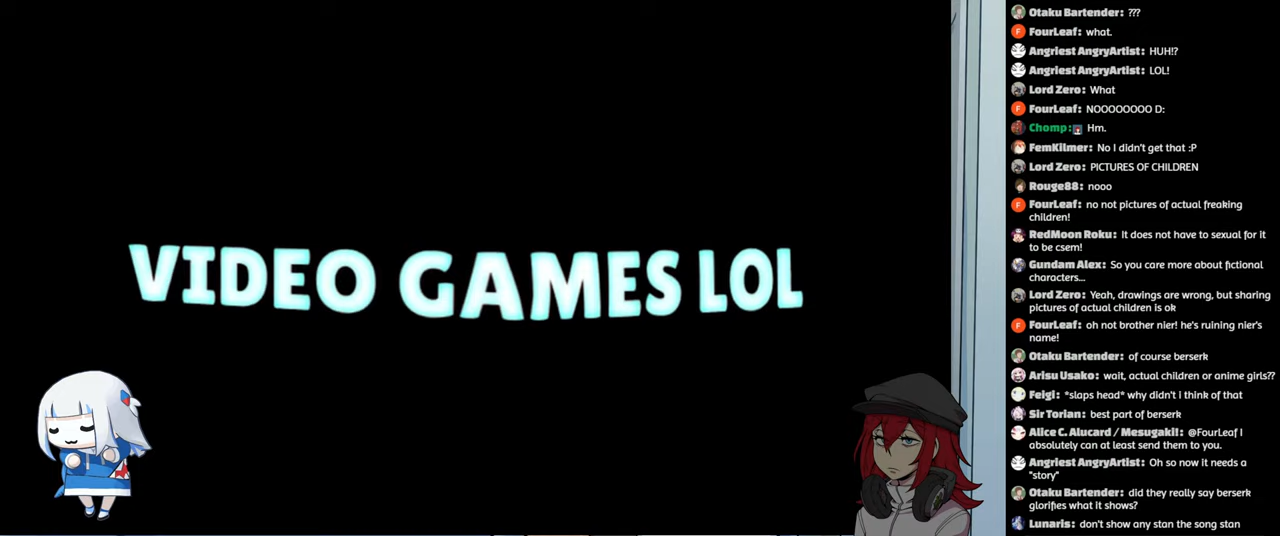 VIDEO GAMES LOL
Otaku Bartender: ???
FourLeaf: what.
Angriest AngryArtist: HUH!?
Angriest AngryArtist: LOL!
Lord Zero: What
FourLeaf: NOOOOOOOO D:
Chomp: Hm.
FemKilmer: No I didn't get that :P
Lord Zero: PICTURES OF CHILDREN
Rouge88: nooo
FourLeaf: no not pictures of actual freaking
children!
RedMoon Roku: It does not have to sexual for it
to be csem!
Gundam Alex: So you care more about fictional
characters...
Lord Zero: Yeah, drawings are wrong, but sharing
pictures of actual children is ok
FourLeaf: oh not brother nier! he's ruining nier's
name!
Otaku Bartender: of course berserk
Arisu Usako: wait, actual children or anime girls??
Feigi: *slaps head* why didn't I think of that
Sir Torian: best part of berserk
Alice C. Alucard / Mesugaki!: @FourLeaf I
absolutely can at least send them to you.
Angriest AngryArtist: Oh so now it needs a
"story"
Otaku Bartender: did they really say berserk
glorifies what it shows?
Lunaris: don't show any stan the song stan